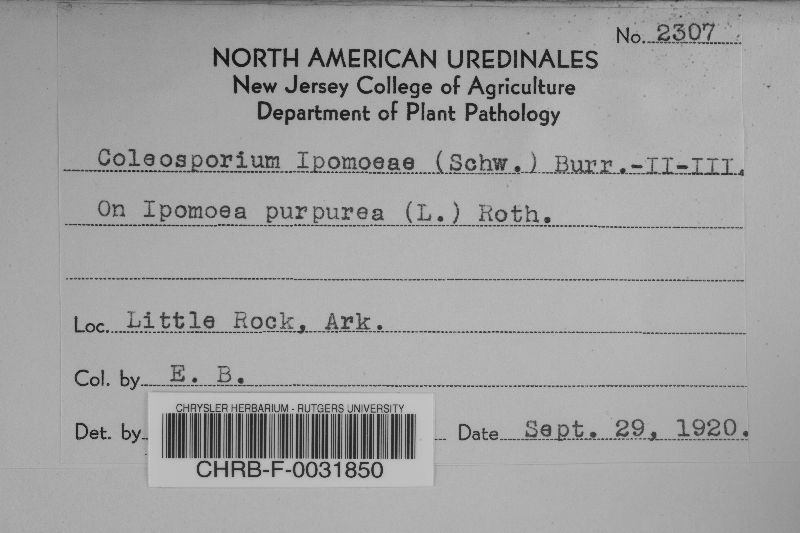 No. 2307
NORTH AMERICAN UREDINALES
New Jersey College of Agriculture
Department of Plant Pathology
Coleosporium Ipomoeae (Schw.) Burr.-II-III.
On Ipomoea purpurea (L.) Roth.
Loc. Little Rock, Ark.
Col. by E. B.
Det. by Date Sept. 29, 1920.
CHRYSLER HERBARIUM - RUTGERS UNIVERSITY
CHRB-F-0031850